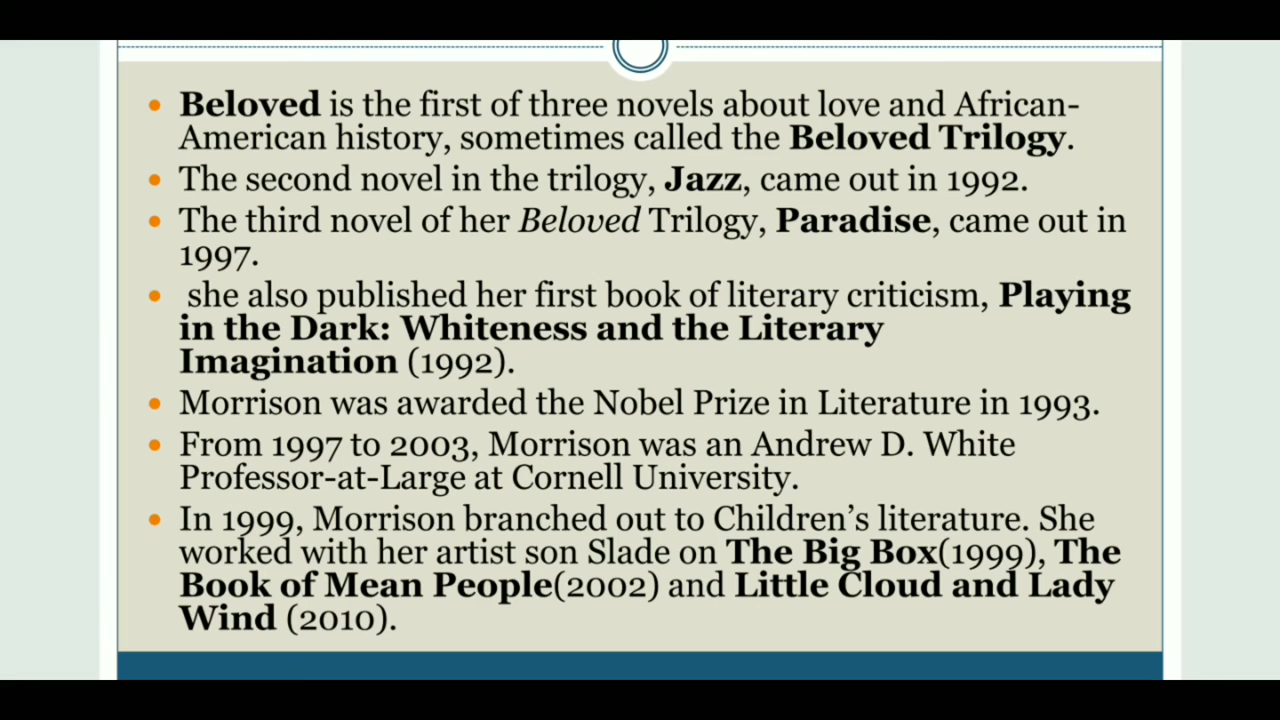 Beloved is the first of three novels about love and African-
American history, sometimes called the Beloved Trilogy.
The second novel in the trilogy, Jazz, came out in 1992.
The third novel of her Beloved Trilogy, Paradise, came out in
1997.
she also published her first book of literary criticism, Playing
in the Dark: Whiteness and the Literary
Imagination (1992).
Morrison was awarded the Nobel Prize in Literature in 1993.
From 1997 to 2003, Morrison was an Andrew D. White
Professor-at-Large at Cornell University.
In 1999, Morrison branched out to Children's literature. She
worked with her artist son Slade on The Big Box(1999), The
Book of Mean People(2002) and Little Cloud and Lady
Wind (2010).